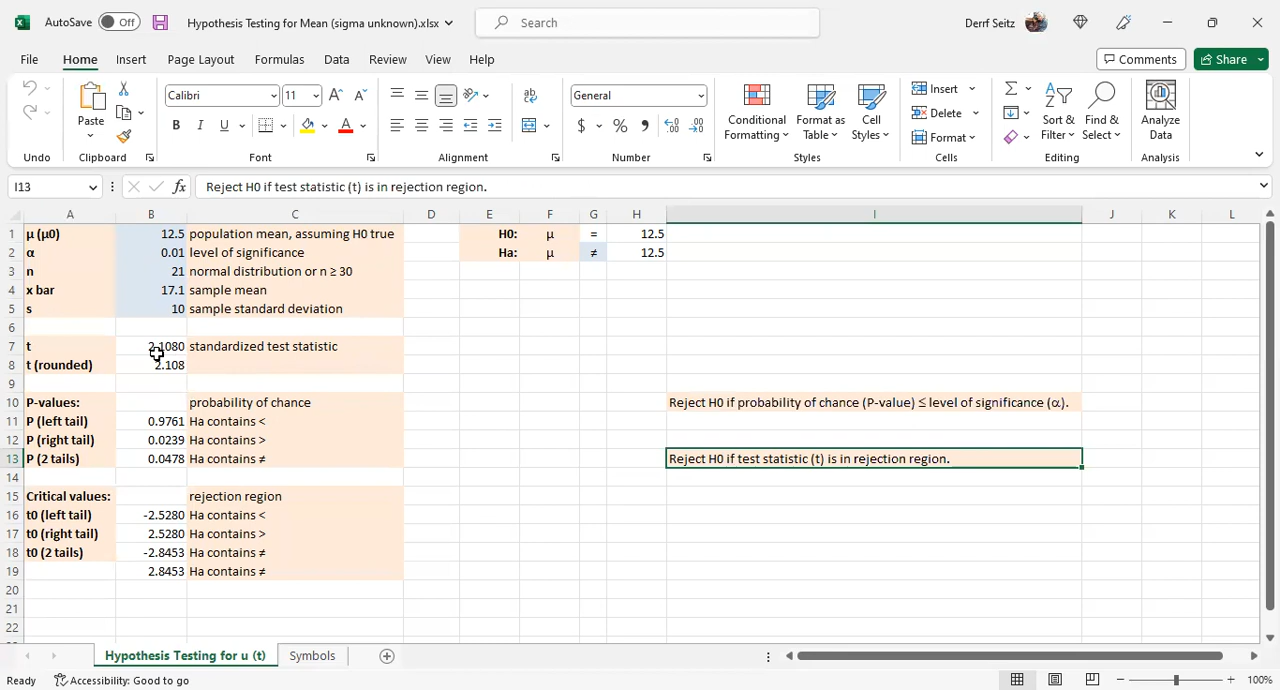 AutoSave Off Hypothesis Testing for Mean (sigma unknown).xlsx Search Derrf Seitz
File Home Insert Page Layout Formulas Data Review View Help Comments Share
Paste Calibri 11 General Conditional Formatting Format as Table Cell Styles Insert Delete Format Sort & Filter Find & Select Analyze Data
Undo Clipboard Font Alignment Number Styles Cells Editing Analysis
I13 fx Reject H0 if test statistic (t) is in rejection region.
A B C D E F G H I J K L
1 μ (μ0) 12.5 population mean, assuming H0 true H0: μ = 12.5
2 α 0.01 level of significance Ha: μ ≠ 12.5
3 n 21 normal distribution or n ≥ 30
4 x bar 17.1 sample mean
5 s 10 sample standard deviation
6
7 t 2.1080 standardized test statistic
8 t (rounded) 2.108
9
10 P-values: probability of chance Reject H0 if probability of chance (P-value) ≤ level of significance (α).
11 P (left tail) 0.9761 Ha contains <
12 P (right tail) 0.0239 Ha contains >
13 P (2 tails) 0.0478 Ha contains ≠ Reject H0 if test statistic (t) is in rejection region.
14
15 Critical values: rejection region
16 t0 (left tail) -2.5280 Ha contains <
17 t0 (right tail) 2.5280 Ha contains >
18 t0 (2 tails) -2.8453 Ha contains ≠
19 2.8453 Ha contains ≠
20
21
22
Hypothesis Testing for u (t) Symbols
Ready Accessibility: Good to go 100%